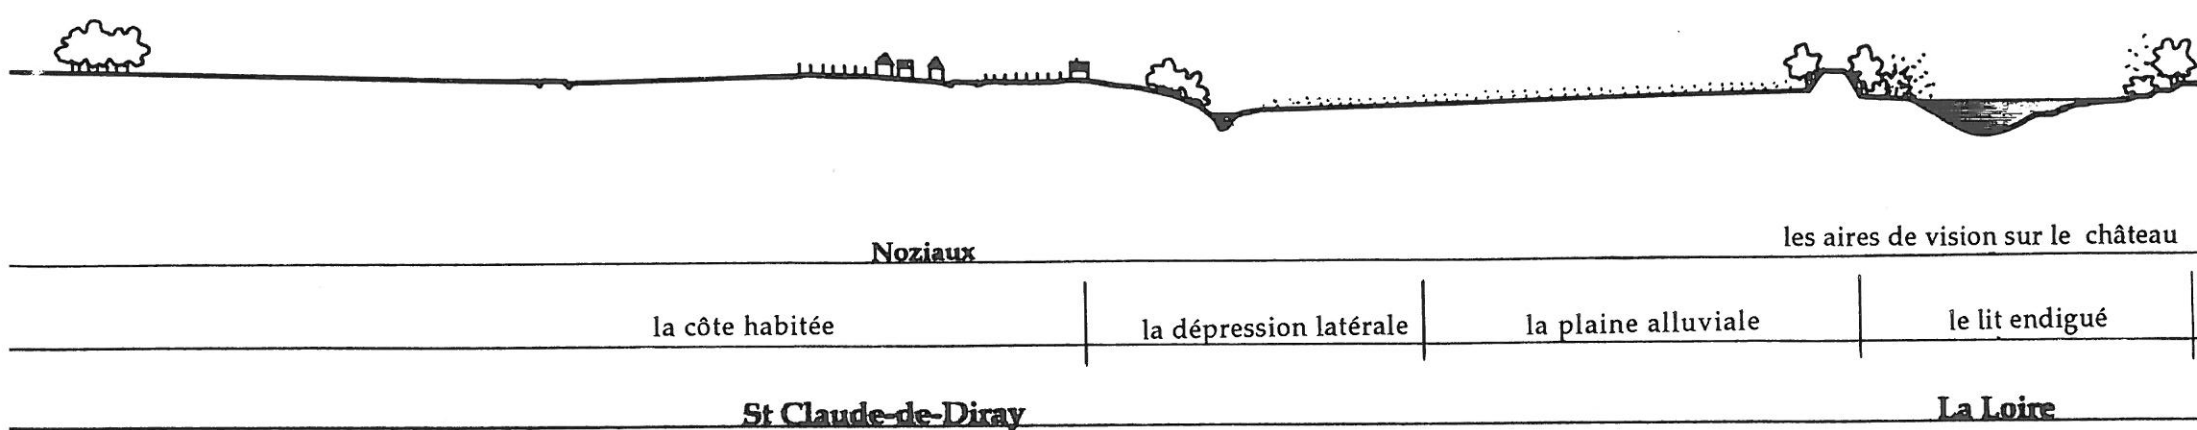 les aires de vision sur le château
Noziaux
la côte habitée
la dépression latérale
la plaine alluviale
le lit endigué
St Claude-de-Diray
La Loire